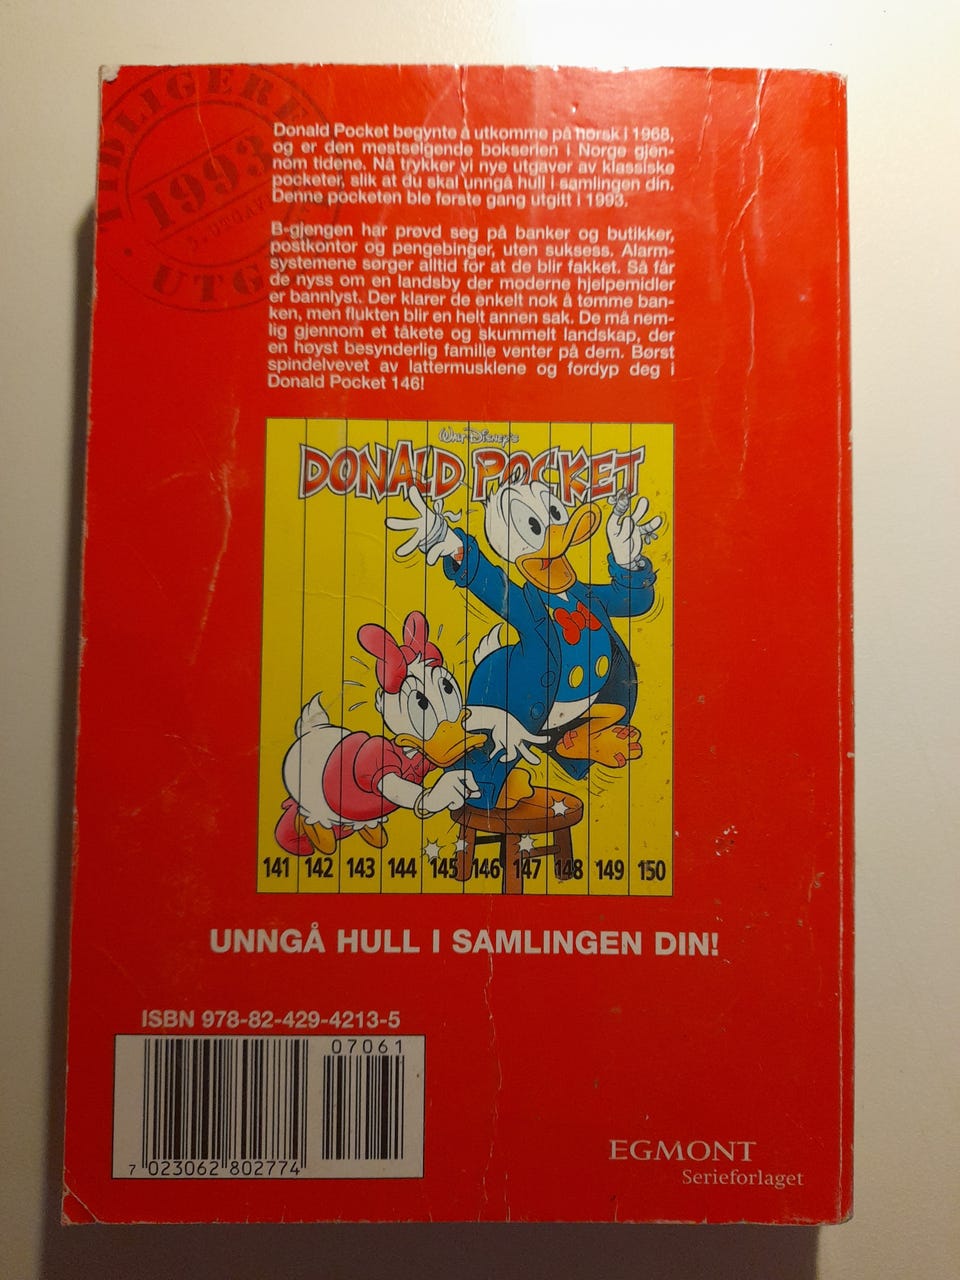 TIDLIGERE
1993
2. UTGAVE
UTG
Donald Pocket begynte å utkomme på norsk i 1968,
og er den mestselgende bokserien i Norge gjen-
nom tidene. Nå trykker vi nye utgaver av klassiske
pocketer, slik at du skal unngå hull i samlingen din.
Denne pocketen ble første gang utgitt i 1993.
B-gjengen har prøvd seg på banker og butikker,
postkontor og pengebinger, uten suksess. Alarm-
systemene sørger alltid for at de blir fakket. Så får
de nyss om en landsby der moderne hjelpemidler
er bannlyst. Der klarer de enkelt nok å tømme ban-
ken, men flukten blir en helt annen sak. De må nem-
lig gjennom et tåkete og skummelt landskap, der
en høyst besynderlig familie venter på dem. Børst
spindelvevet av lattermusklene og fordyp deg i
Donald Pocket 146!
WALT DISNEY'S
DONALD POCKET
141 142 143 144 145 146 147 148 149 150
UNNGÅ HULL I SAMLINGEN DIN!
ISBN 978-82-429-4213-5
07061
7 023062 802774
EGMONT
Serieforlaget